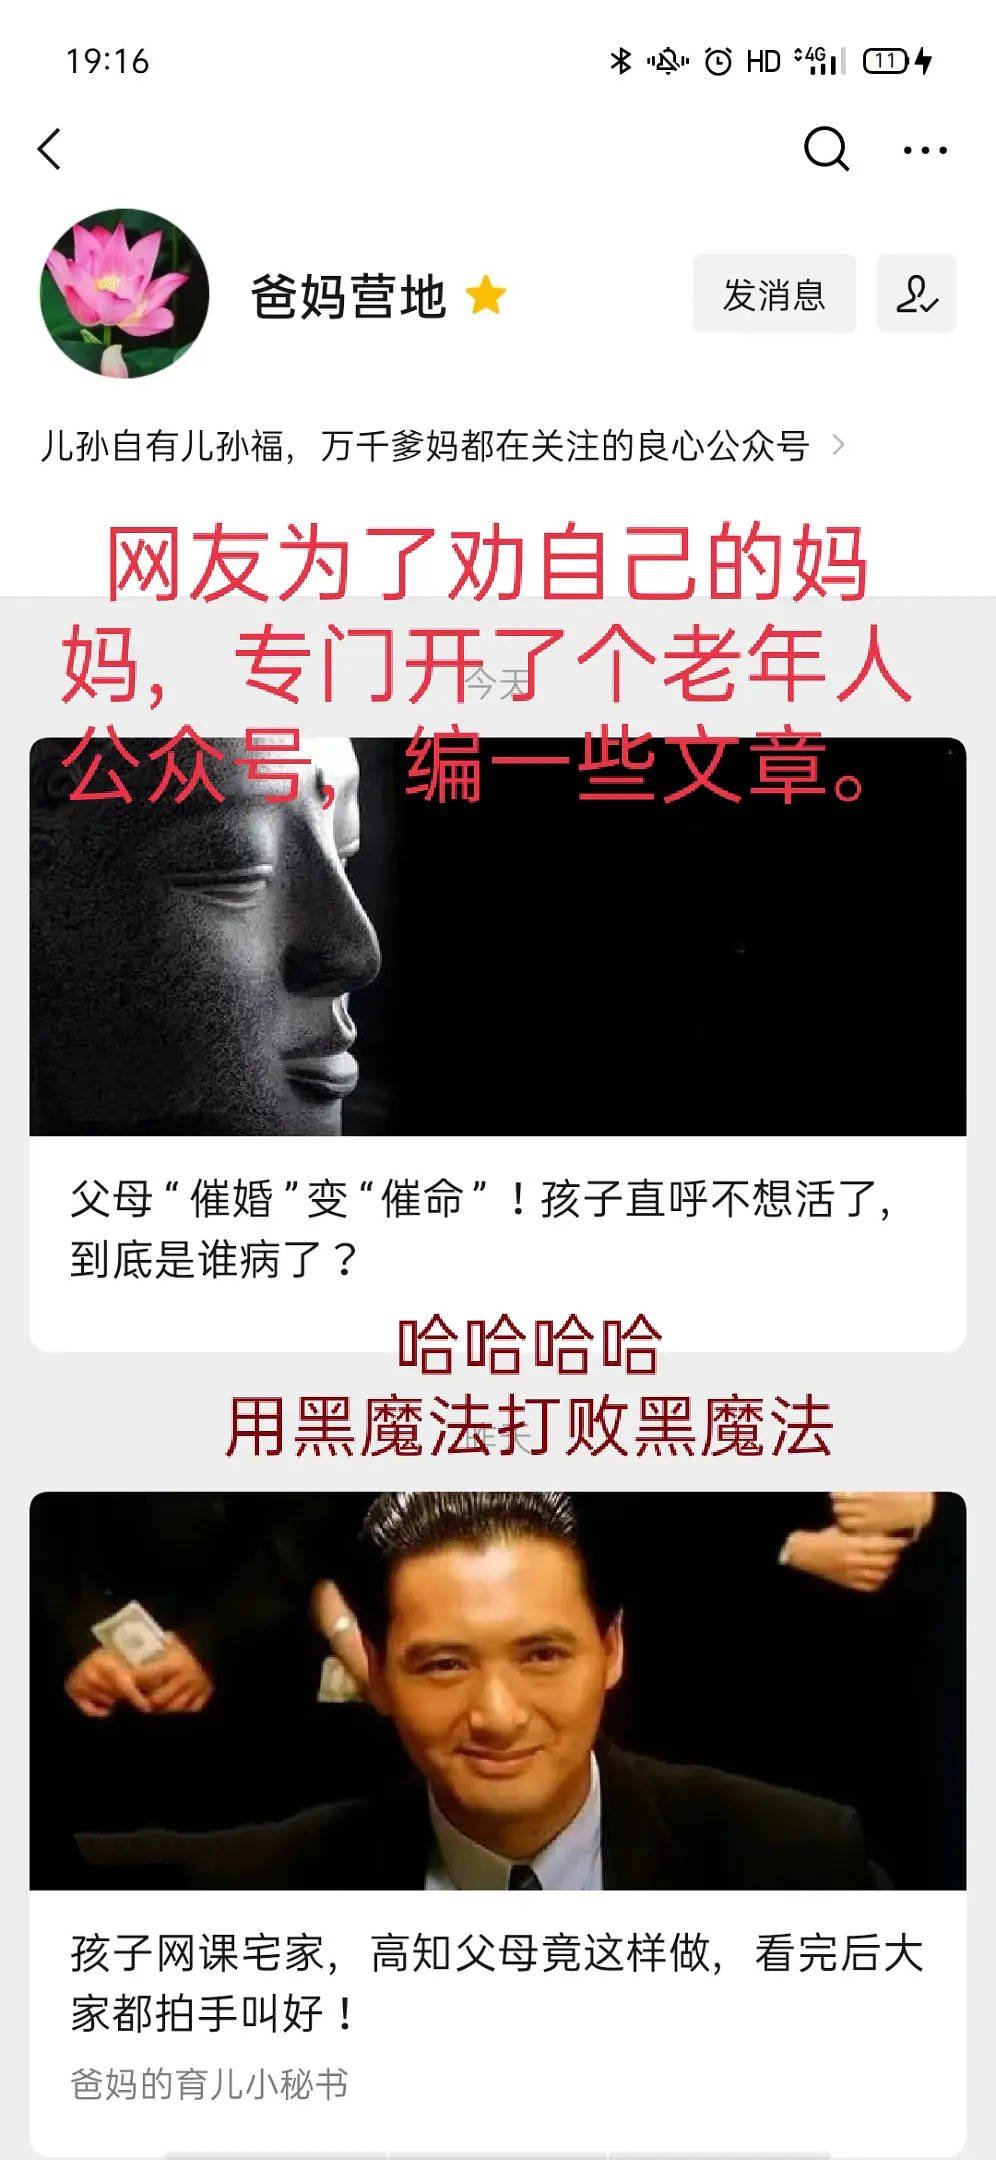 19:16
HD 4G 11
爸妈营地
发消息
儿孙自有儿孙福，万千爹妈都在关注的良心公众号
网友为了劝自己的妈
妈，专门开了个老年人
今天
公众号，编一些文章。
父母“催婚”变“催命”！孩子直呼不想活了，
到底是谁病了？
哈哈哈哈
用黑魔法打败黑魔法
昨天
孩子网课宅家，高知父母竟这样做，看完后大
家都拍手叫好！
爸妈的育儿小秘书